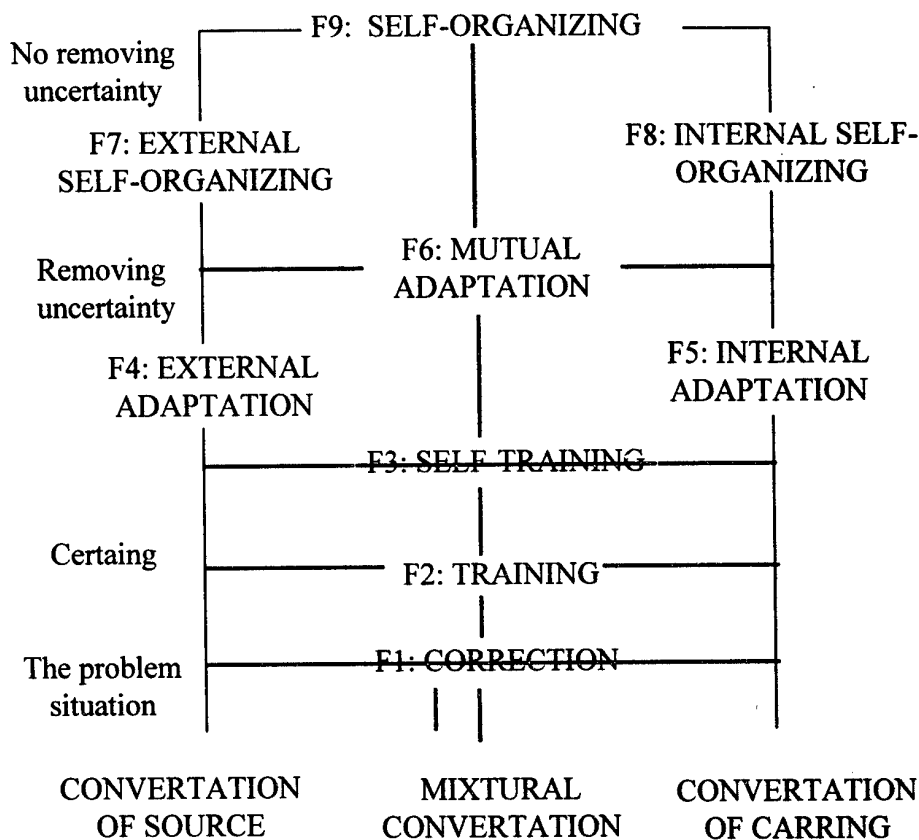 F9: SELF-ORGANIZING
No removing
uncertainty
F7: EXTERNAL
SELF-ORGANIZING
F8: INTERNAL SELF-
ORGANIZING
F6: MUTUAL
ADAPTATION
Removing
uncertainty
F4: EXTERNAL
ADAPTATION
F5: INTERNAL
ADAPTATION
F3: SELF-TRAINING
Certaing
F2: TRAINING
F1: CORRECTION
The problem
situation
CONVERTATION
OF SOURCE
MIXTURAL
CONVERTATION
CONVERTATION
OF CARRING